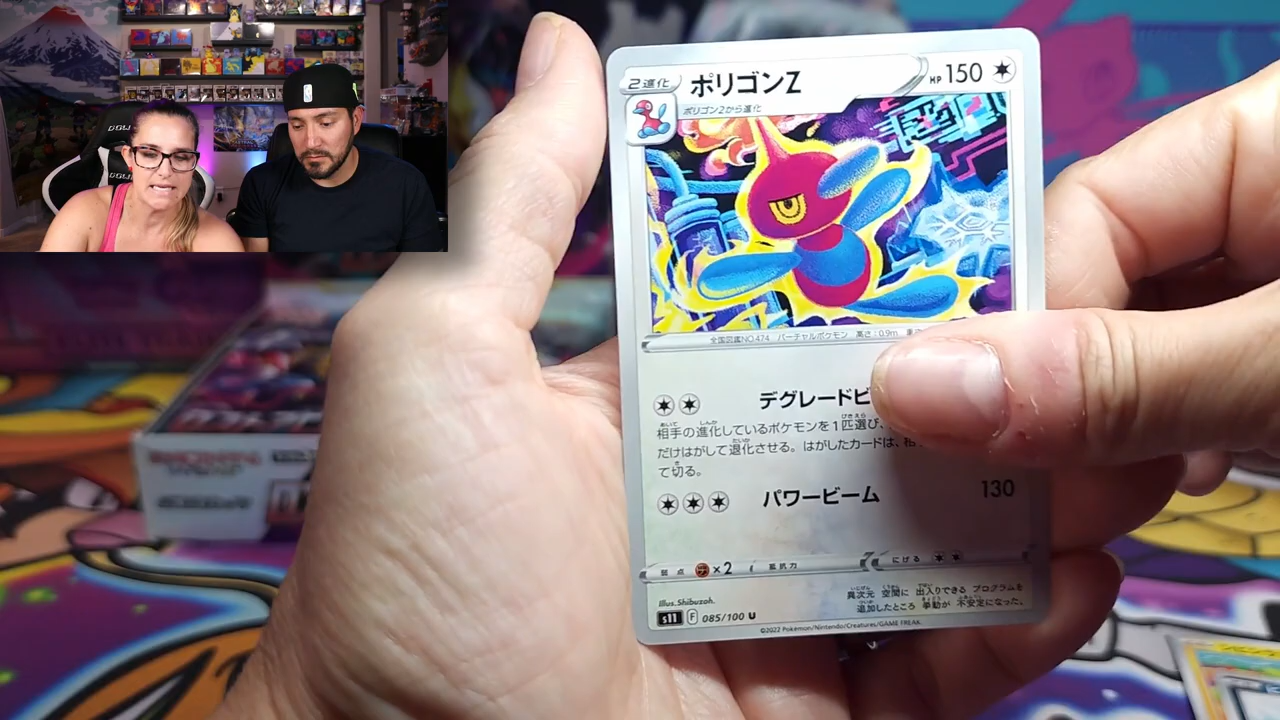 2進化
ポリゴンZ
HP 150
ポリゴン2から進化
全国図鑑NO.474 バーチャルポケモン 高さ:0.9m
デグレードビ
相手の進化しているポケモンを1匹選び、
だけはがして退化させる。はがしたカードは、
て切る。
パワービーム 130
弱点 ×2 抵抗力 にげる
異次元 空間に 出入りできる プログラムを
追加したところ 挙動が 不安定になった。
Illus.Shibuzoh.
s11 F 085/100 U
©2022 Pokémon/Nintendo/Creatures/GAME FREAK.